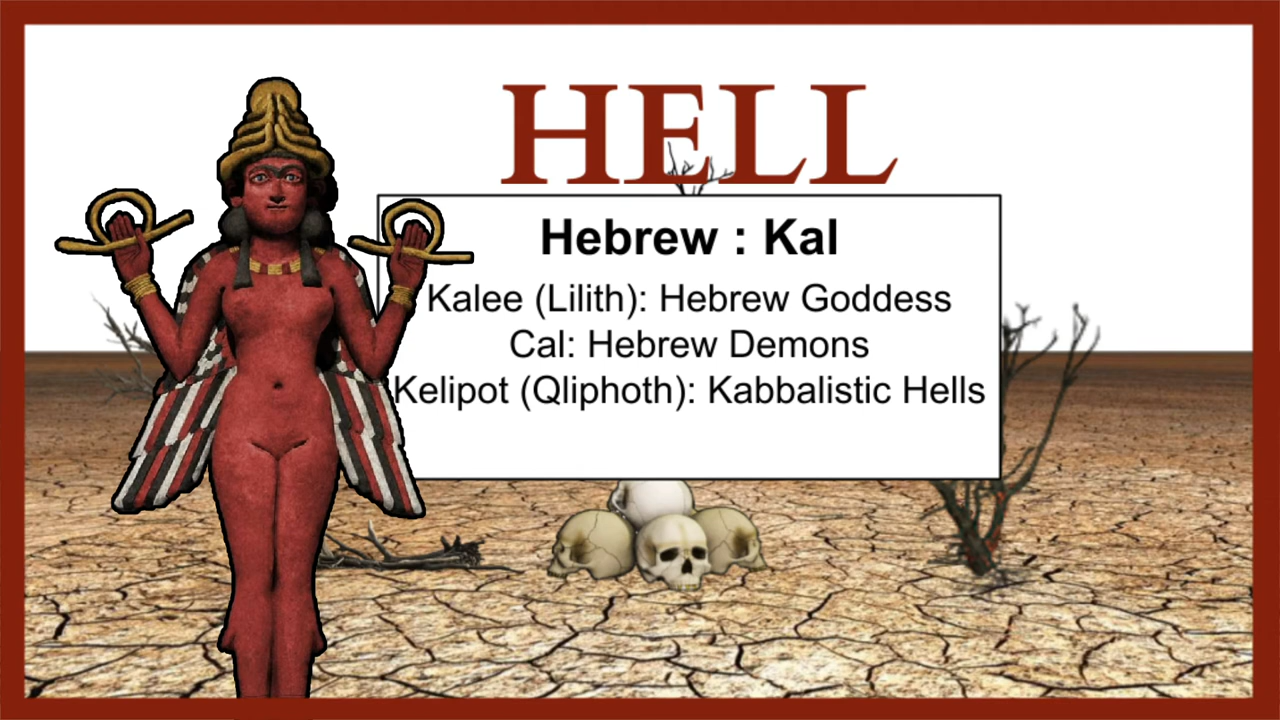 HELL
Hebrew : Kal
Kalee (Lilith): Hebrew Goddess
Cal: Hebrew Demons
Kelipot (Qliphoth): Kabbalistic Hells